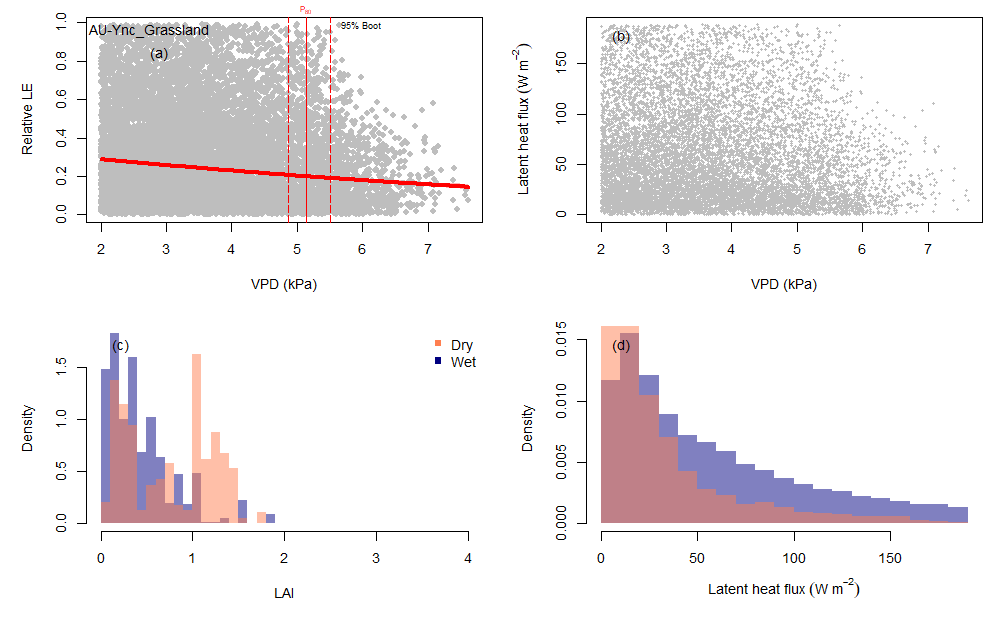 AU-Ync_Grassland
(a)
P80
95% Boot
Relative LE
0.0 0.2 0.4 0.6 0.8 1.0
2 3 4 5 6 7
VPD (kPa)
(b)
Latent heat flux (W m−2)
0 50 100 150
2 3 4 5 6 7
VPD (kPa)
(c)
Dry
Wet
Density
0.0 0.5 1.0 1.5
0 1 2 3 4
LAI
(d)
Density
0.000 0.005 0.010 0.015
0 50 100 150
Latent heat flux (W m−2)